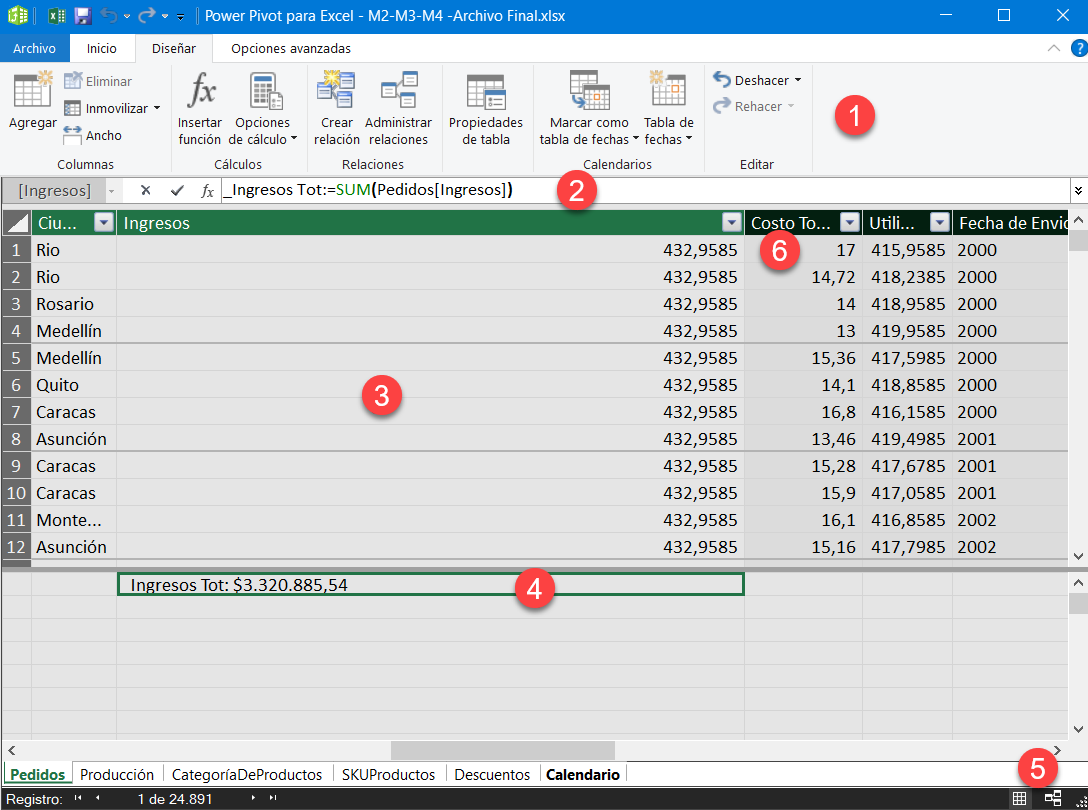 Power Pivot para Excel - M2-M3-M4 -Archivo Final.xlsx
Archivo Inicio Diseñar Opciones avanzadas
Agregar
Eliminar
Inmovilizar
Ancho
Columnas
fx
Insertar función
Opciones de cálculo
Cálculos
Crear relación
Administrar relaciones
Relaciones
Propiedades de tabla
Marcar como tabla de fechas
Tabla de fechas
Calendarios
Deshacer
Rehacer
Editar
1
[Ingresos] fx _Ingresos Tot:=SUM(Pedidos[Ingresos]) 2
Ciu... Ingresos Costo To... Utili... Fecha de Envio
1 Rio 432,9585 6 17 415,9585 2000
2 Rio 432,9585 14,72 418,2385 2000
3 Rosario 432,9585 14 418,9585 2000
4 Medellín 432,9585 13 419,9585 2000
5 Medellín 432,9585 15,36 417,5985 2000
6 Quito 3 432,9585 14,1 418,8585 2000
7 Caracas 432,9585 16,8 416,1585 2000
8 Asunción 432,9585 13,46 419,4985 2001
9 Caracas 432,9585 15,28 417,6785 2001
10 Caracas 432,9585 15,9 417,0585 2001
11 Monte... 432,9585 16,1 416,8585 2002
12 Asunción 432,9585 15,16 417,7985 2002
Ingresos Tot: $3.320.885,54 4
Pedidos Producción CategoríaDeProductos SKUProductos Descuentos Calendario 5
Registro: 1 de 24.891